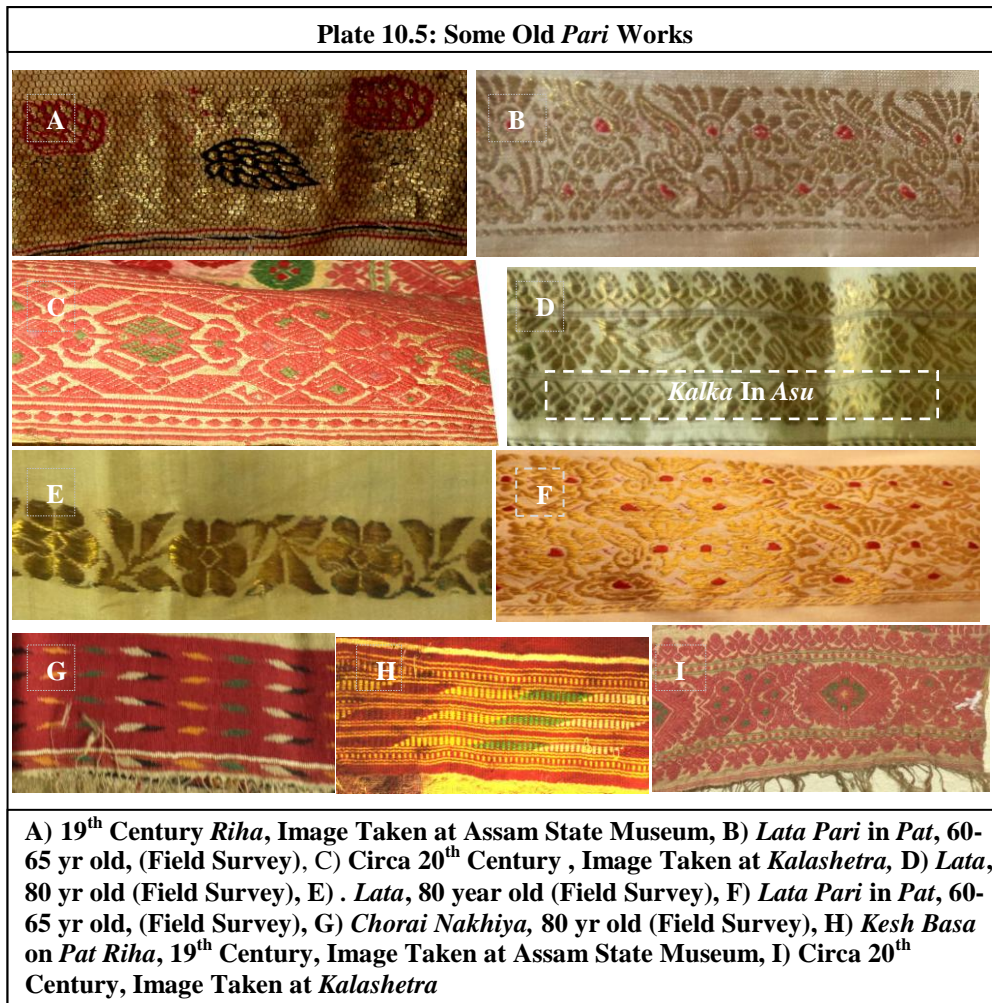 Plate 10.5: Some Old Pari Works
A
B
C
D
Kalka In Asu
E
F
G
H
I
A) 19th Century Riha, Image Taken at Assam State Museum, B) Lata Pari in Pat, 60-
65 yr old, (Field Survey), C) Circa 20th Century , Image Taken at Kalashetra, D) Lata,
80 yr old (Field Survey), E) . Lata, 80 year old (Field Survey), F) Lata Pari in Pat, 60-
65 yr old, (Field Survey), G) Chorai Nakhiya, 80 yr old (Field Survey), H) Kesh Basa
on Pat Riha, 19th Century, Image Taken at Assam State Museum, I) Circa 20th
Century, Image Taken at Kalashetra